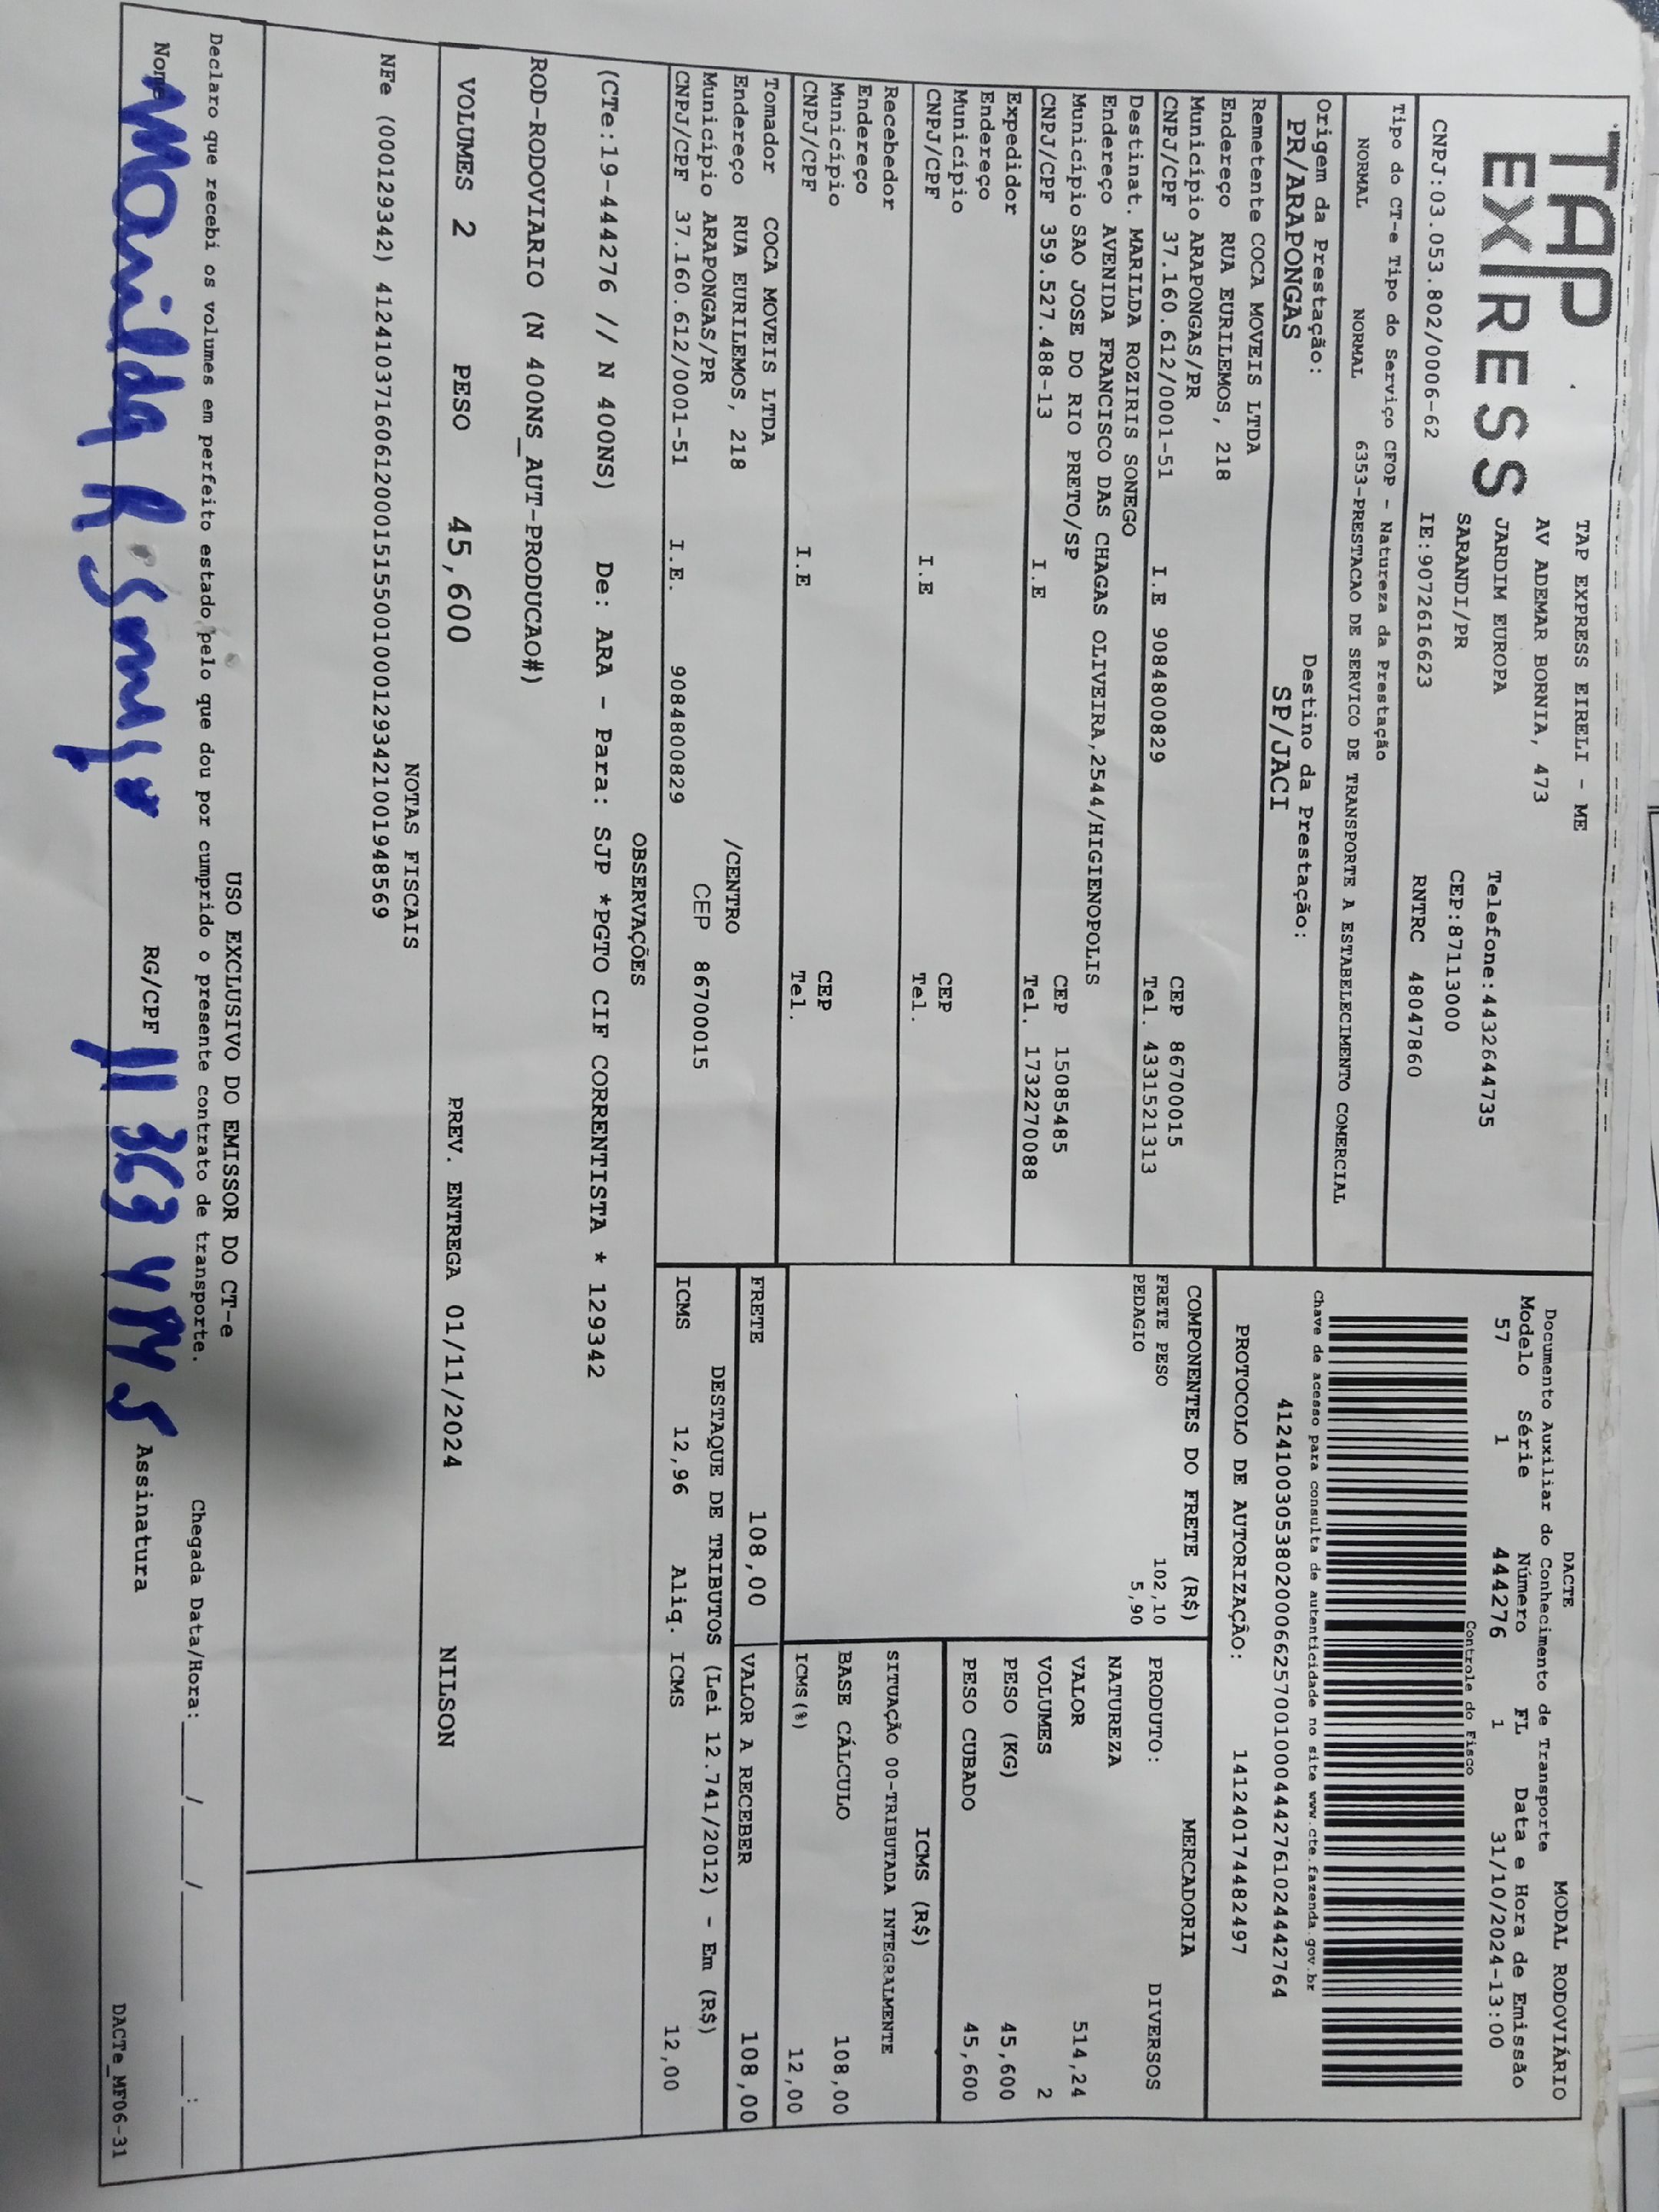 TAP EXPRESS
TAP EXPRESS EIRELI - ME
AV ADEMAR BORNIA, 473
JARDIM EUROPA Telefone:4432644735
SARANDI/PR CEP:87113000
CNPJ:03.053.802/0006-62 IE:9072616623 RNTRC 48047860
Tipo do CT-e Tipo do Serviço CFOP - Natureza da Prestação
NORMAL NORMAL 6353-PRESTACAO DE SERVICO DE TRANSPORTE A ESTABELECIMENTO COMERCIAL
Origem da Prestação: Destino da Prestação:
PR/ARAPONGAS SP/JACI
Remetente COCA MOVEIS LTDA
Endereço RUA EURILEMOS, 218
Município ARAPONGAS/PR CEP 86700015
CNPJ/CPF 37.160.612/0001-51 I.E 9084800829 Tel. 4331521313
Destinat. MARILDA ROZIRIS SONEGO
Endereço AVENIDA FRANCISCO DAS CHAGAS OLIVEIRA,2544/HIGIENOPOLIS
Município SAO JOSE DO RIO PRETO/SP CEP 15085485
CNPJ/CPF 359.527.488-13 I.E Tel. 1732270088
Expedidor
Endereço
Município CEP
CNPJ/CPF I.E Tel.
Recebedor
Endereço
Município CEP
CNPJ/CPF I.E Tel.
Tomador COCA MOVEIS LTDA
Endereço RUA EURILEMOS, 218 /CENTRO
Município ARAPONGAS/PR CEP 86700015
CNPJ/CPF 37.160.612/0001-51 I.E. 9084800829
DACTE MODAL RODOVIÁRIO
Documento Auxiliar do Conhecimento de Transporte
Modelo Série Número FL Data e Hora de Emissão
57 1 444276 1 31/10/2024-13:00
Controle do Fisco
Chave de acesso para consulta de autenticidade no site www.cte.fazenda.gov.br
41241003053802000662570010004442761024442764
PROTOCOLO DE AUTORIZAÇÃO: 141240174482497
COMPONENTES DO FRETE (R$)
FRETE PESO 102,10
PEDAGIO 5,90
MERCADORIA
PRODUTO: DIVERSOS
NATUREZA
VALOR 514,24
VOLUMES 2
PESO (KG) 45,600
PESO CUBADO 45,600
ICMS (R$)
SITUAÇÃO 00-TRIBUTADA INTEGRALMENTE
BASE CÁLCULO 108,00
ICMS(%) 12,00
FRETE 108,00 VALOR A RECEBER 108,00
DESTAQUE DE TRIBUTOS (Lei 12.741/2012) - Em (R$)
ICMS 12,96 Aliq. ICMS 12,00
OBSERVAÇÕES
(CTe:19-444276 // N 400NS) De: ARA - Para: SJP *PGTO CIF CORRENTISTA * 129342
ROD-RODOVIARIO (N 400NS_AUT-PRODUCAO#)
VOLUMES 2 PESO 45,600 PREV. ENTREGA 01/11/2024 NILSON
NOTAS FISCAIS
NFe (000129342) 41241037160612000151550010001293421001948569
USO EXCLUSIVO DO EMISSOR DO CT-e
Declaro que recebi os volumes em perfeito estado pelo que dou por cumprido o presente contrato de transporte. Chegada Data/Hora:____/____/______ ___:___
Nome Marilda R RG/CPF Assinatura
DACTe_MF06-31